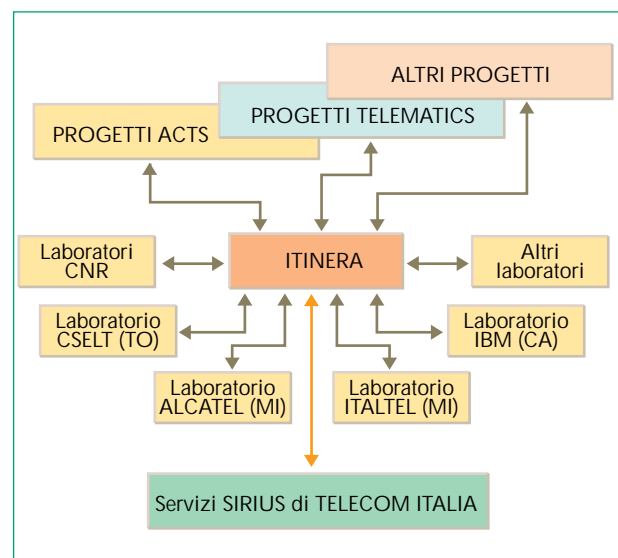 ALTRI PROGETTI
PROGETTI TELEMATICS
PROGETTI ACTS
Laboratori
CNR
ITINERA
Altri
laboratori
Laboratorio
CSELT (TO)
Laboratorio
IBM (CA)
Laboratorio
ALCATEL (MI)
Laboratorio
ITALTEL (MI)
Servizi SIRIUS di TELECOM ITALIA